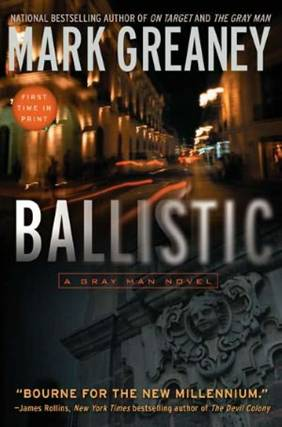 NATIONAL BESTSELLING AUTHOR OF ON TARGET AND THE GRAY MAN
MARK GREANEY
FIRST
TIME IN
PRINT
BALLISTIC
A GRAY MAN NOVEL
“BOURNE FOR THE NEW MILLENNIUM.”
—James Rollins, New York Times bestselling author of The Devil Colony